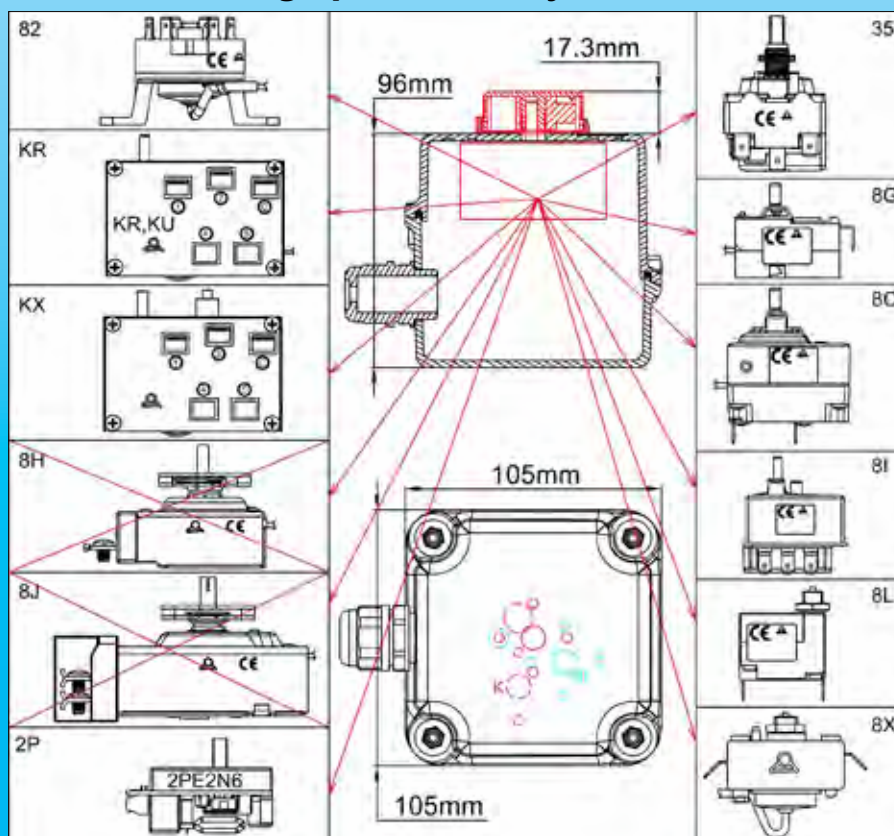 82
KR
KR,KU
KX
8H
8J
2P
2PE2N6
96mm
17.3mm
105mm
K
105mm
35
8G
8C
8I
8L
8X